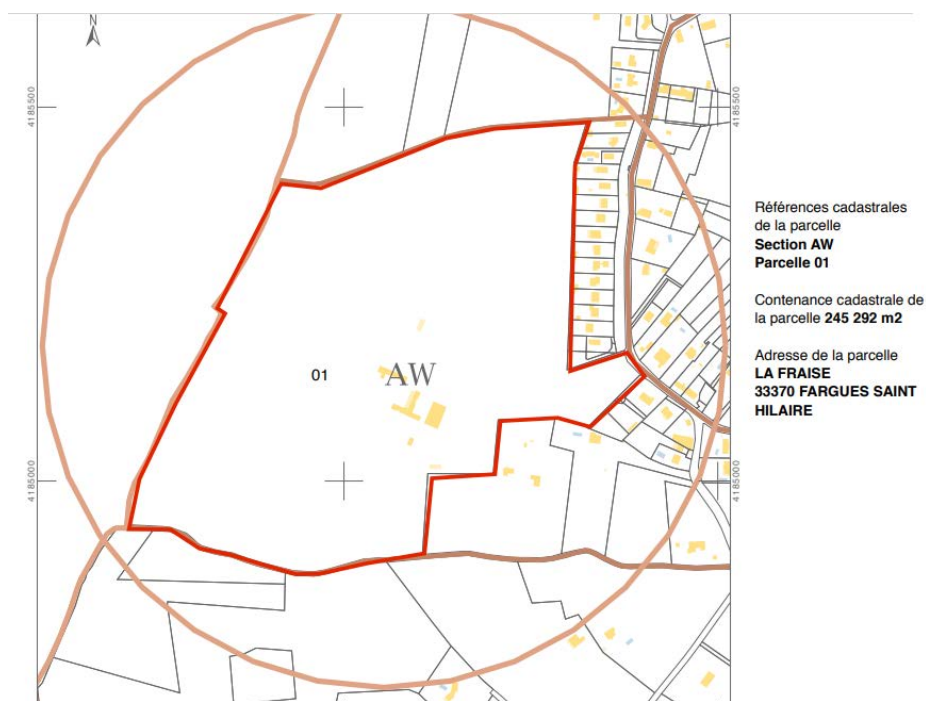 N
4185500
4185500
Références cadastrales
de la parcelle
Section AW
Parcelle 01
Contenance cadastrale de
la parcelle 245 292 m2
Adresse de la parcelle
LA FRAISE
33370 FARGUES SAINT
HILAIRE
01
AW
4185000
4185000